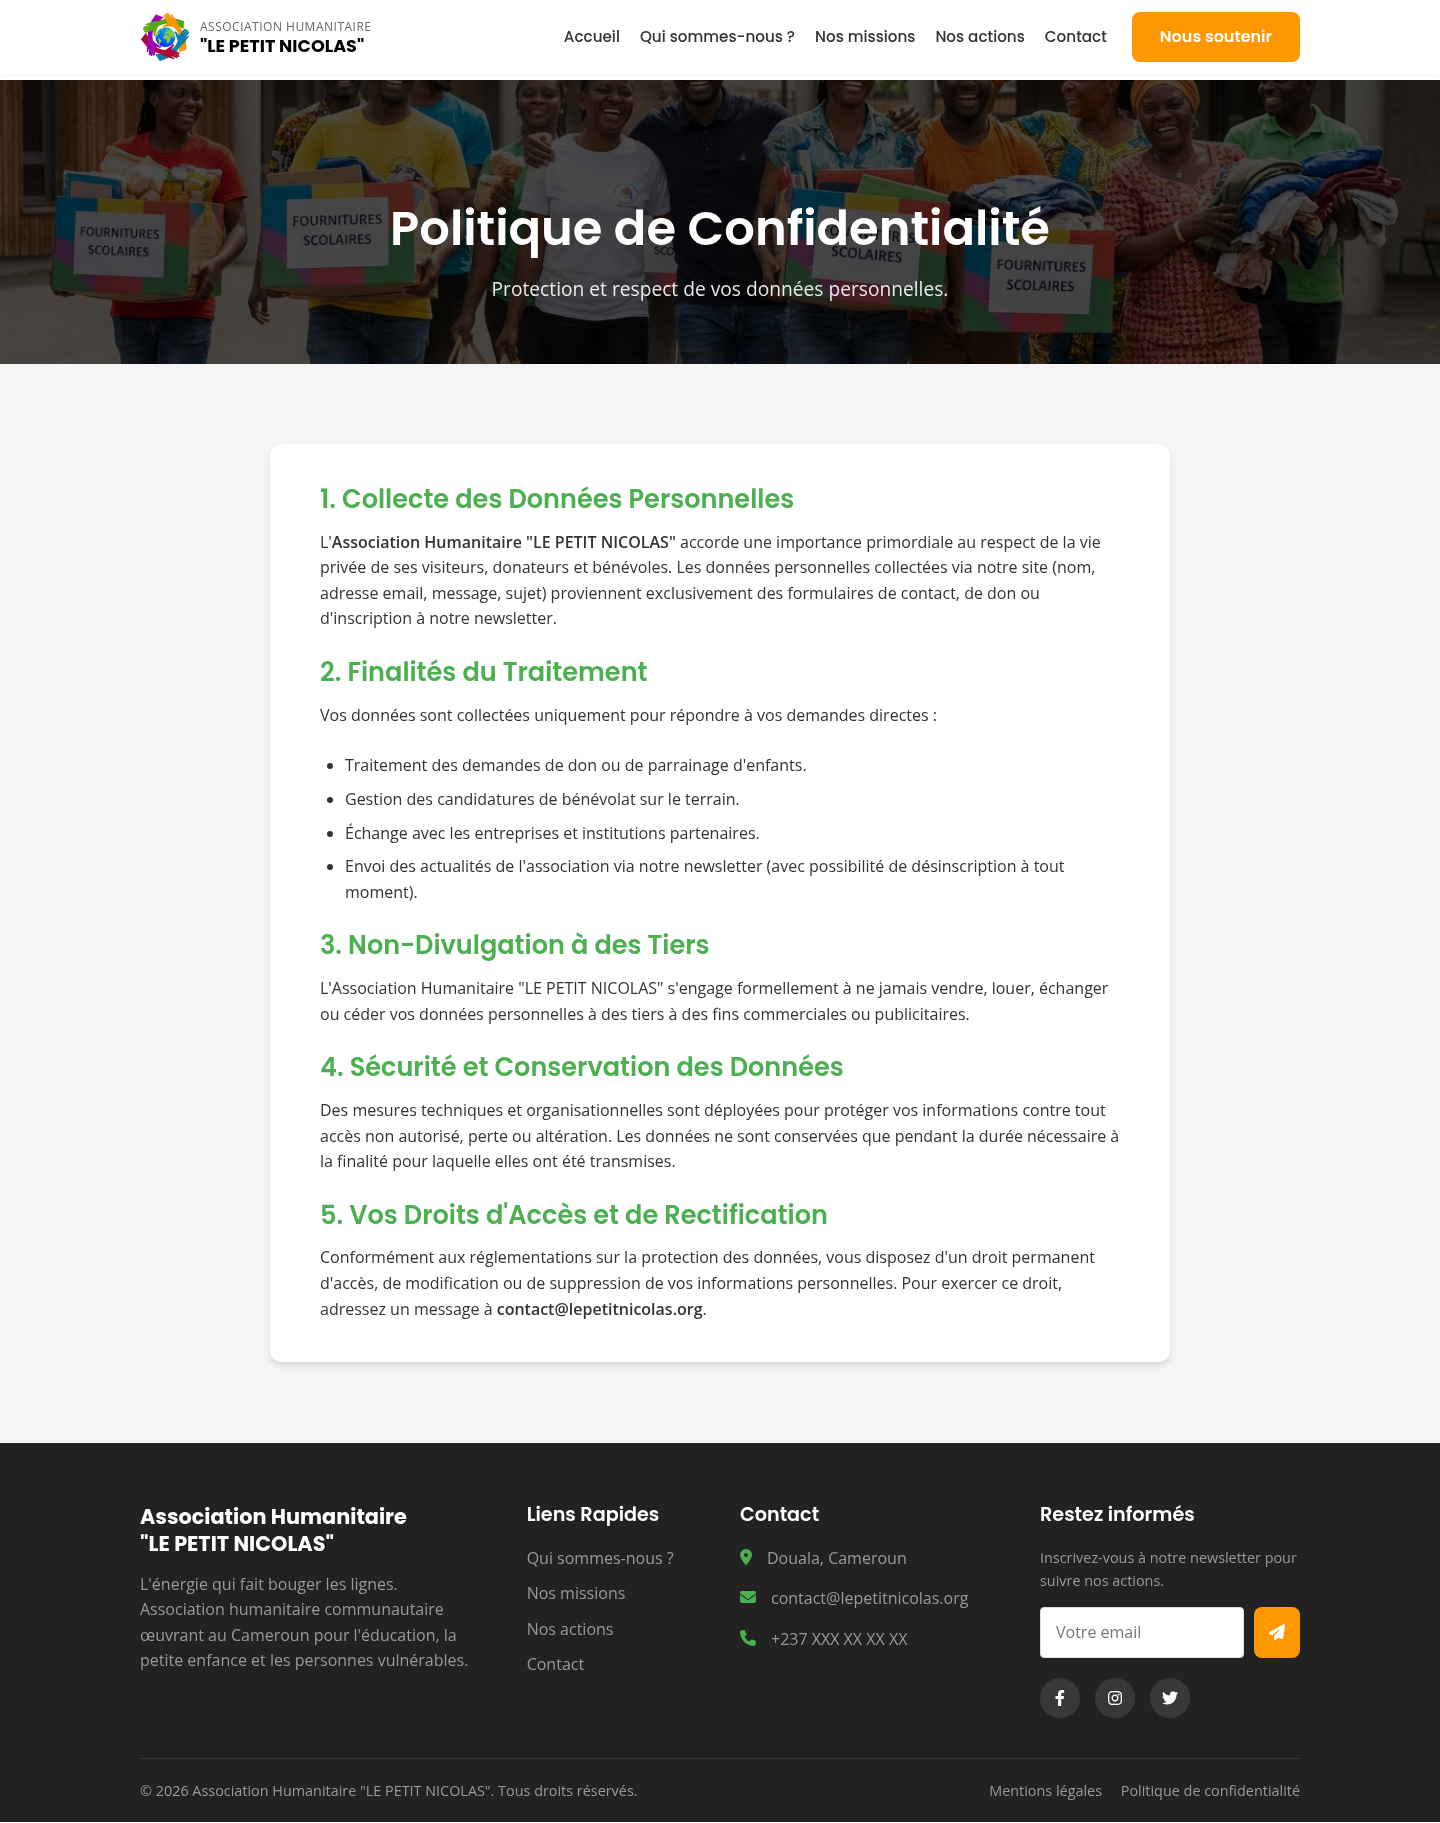 ASSOCIATION HUMANITAIRE
"LE PETIT NICOLAS"
Accueil
Qui sommes-nous ?
Nos missions
Nos actions
Contact
Nous soutenir
FOURNITURES
SCOLAIRES
FOURNITURES
SCOLAIRES
FOURNITURES
SCOLAIRES
FOURNITURES
SCOLAIRES
Politique de Confidentialité
Protection et respect de vos données personnelles.
1. Collecte des Données Personnelles
L'Association Humanitaire "LE PETIT NICOLAS" accorde une importance primordiale au respect de la vie
privée de ses visiteurs, donateurs et bénévoles. Les données personnelles collectées via notre site (nom,
adresse email, message, sujet) proviennent exclusivement des formulaires de contact, de don ou
d'inscription à notre newsletter.
2. Finalités du Traitement
Vos données sont collectées uniquement pour répondre à vos demandes directes :
• Traitement des demandes de don ou de parrainage d'enfants.
• Gestion des candidatures de bénévolat sur le terrain.
• Échange avec les entreprises et institutions partenaires.
• Envoi des actualités de l'association via notre newsletter (avec possibilité de désinscription à tout
moment).
3. Non-Divulgation à des Tiers
L'Association Humanitaire "LE PETIT NICOLAS" s'engage formellement à ne jamais vendre, louer, échanger
ou céder vos données personnelles à des tiers à des fins commerciales ou publicitaires.
4. Sécurité et Conservation des Données
Des mesures techniques et organisationnelles sont déployées pour protéger vos informations contre tout
accès non autorisé, perte ou altération. Les données ne sont conservées que pendant la durée nécessaire à
la finalité pour laquelle elles ont été transmises.
5. Vos Droits d'Accès et de Rectification
Conformément aux réglementations sur la protection des données, vous disposez d'un droit permanent
d'accès, de modification ou de suppression de vos informations personnelles. Pour exercer ce droit,
adressez un message à contact@lepetitnicolas.org.
Association Humanitaire
"LE PETIT NICOLAS"
L'énergie qui fait bouger les lignes.
Association humanitaire communautaire
œuvrant au Cameroun pour l'éducation, la
petite enfance et les personnes vulnérables.
Liens Rapides
Qui sommes-nous ?
Nos missions
Nos actions
Contact
Contact
Douala, Cameroun
contact@lepetitnicolas.org
+237 XXX XX XX XX
Restez informés
Inscrivez-vous à notre newsletter pour
suivre nos actions.
Votre email
© 2026 Association Humanitaire "LE PETIT NICOLAS". Tous droits réservés.
Mentions légales
Politique de confidentialité